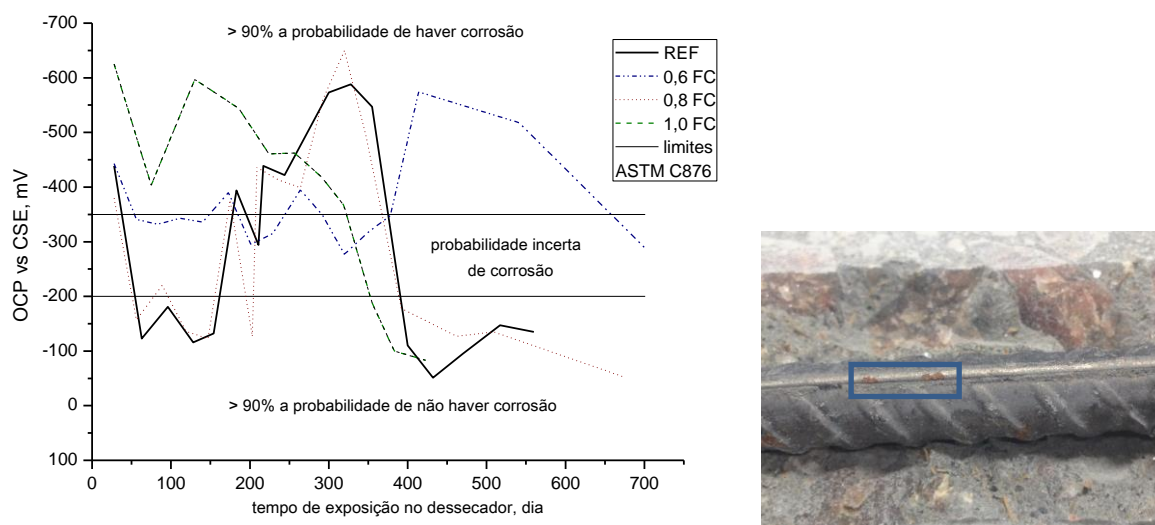 -700
-600
-500
-400
-300
-200
-100
0
100
OCP vs CSE, mV
> 90% a probabilidade de haver corrosão
probabilidade incerta
de corrosão
> 90% a probabilidade de não haver corrosão
REF
0,6 FC
0,8 FC
1,0 FC
limites
ASTM C876
0 100 200 300 400 500 600 700
tempo de exposição no dessecador, dia